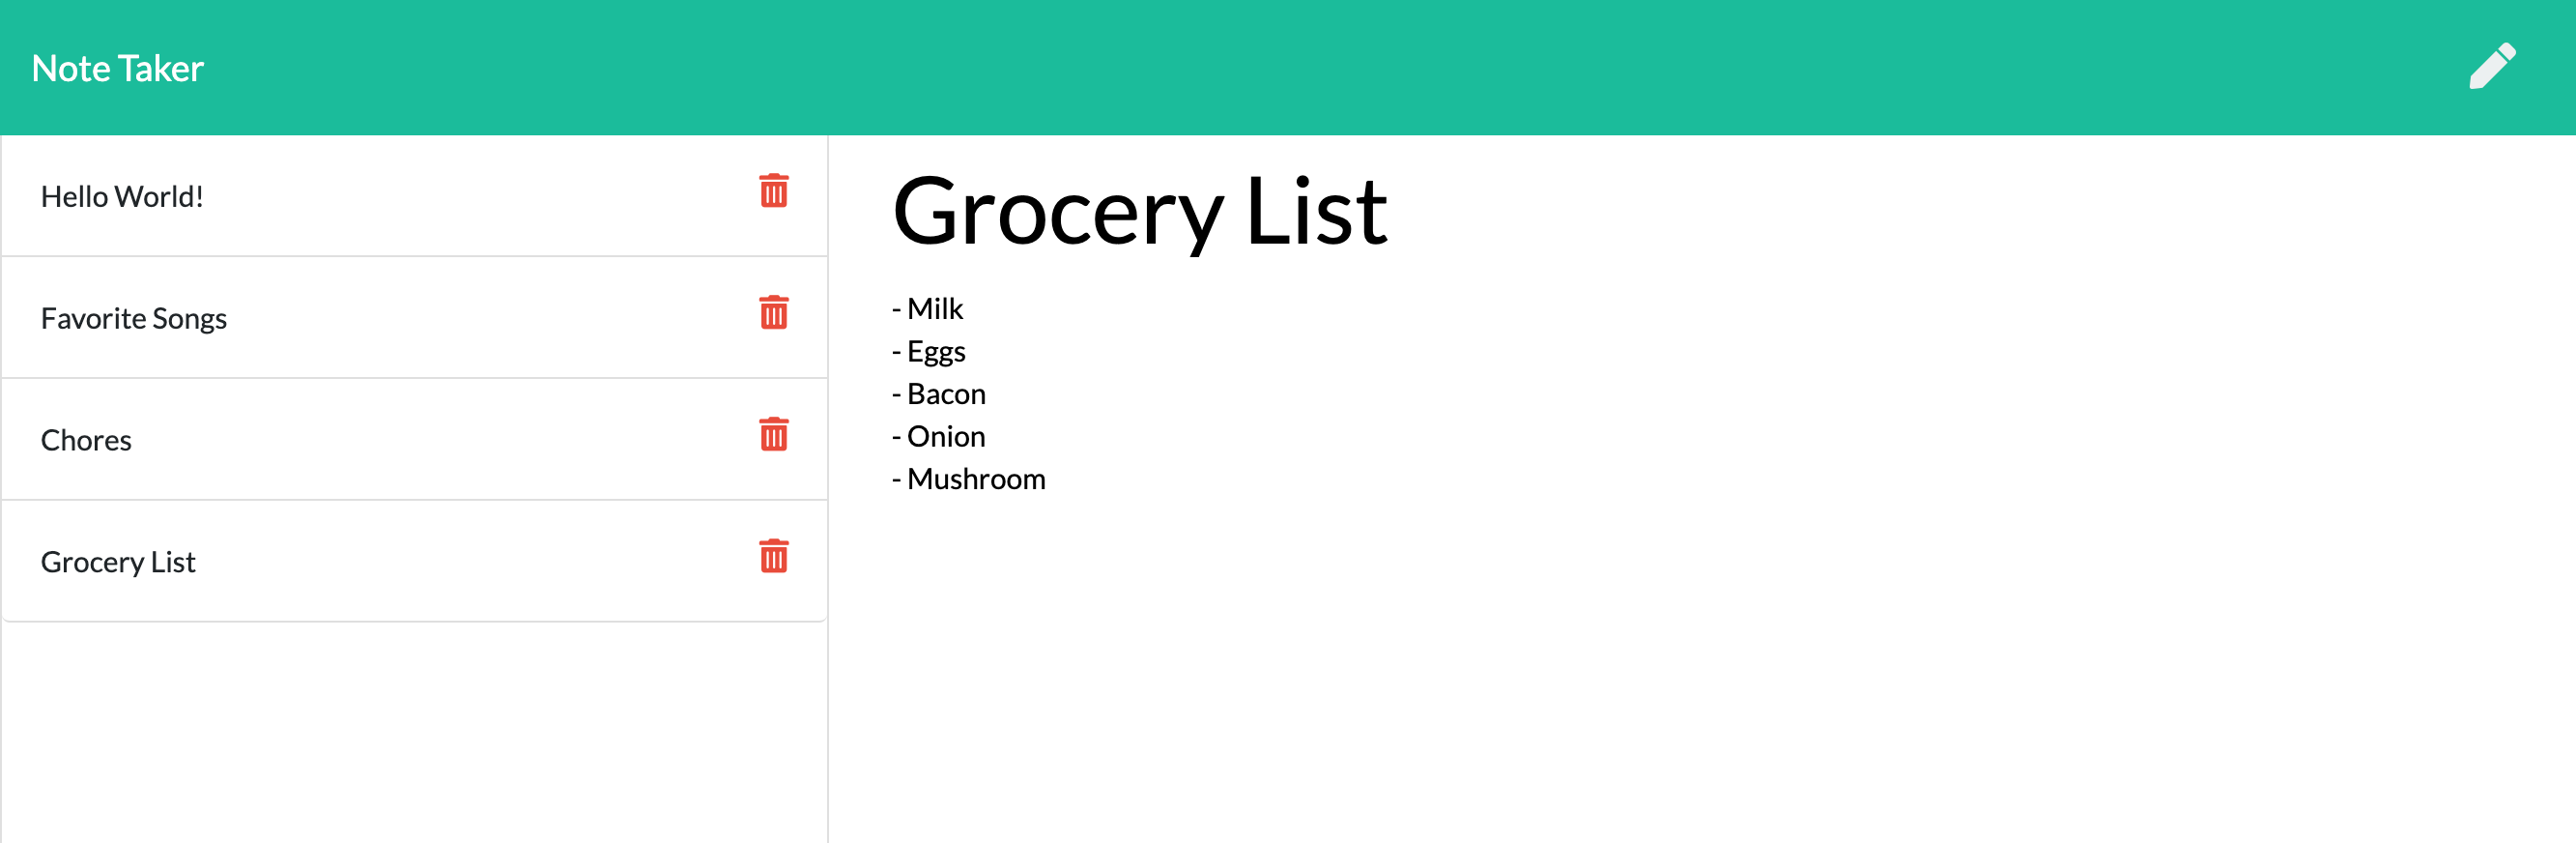 Note Taker
Hello World!
Favorite Songs
Chores
Grocery List
Grocery List
- Milk
- Eggs
- Bacon
- Onion
- Mushroom